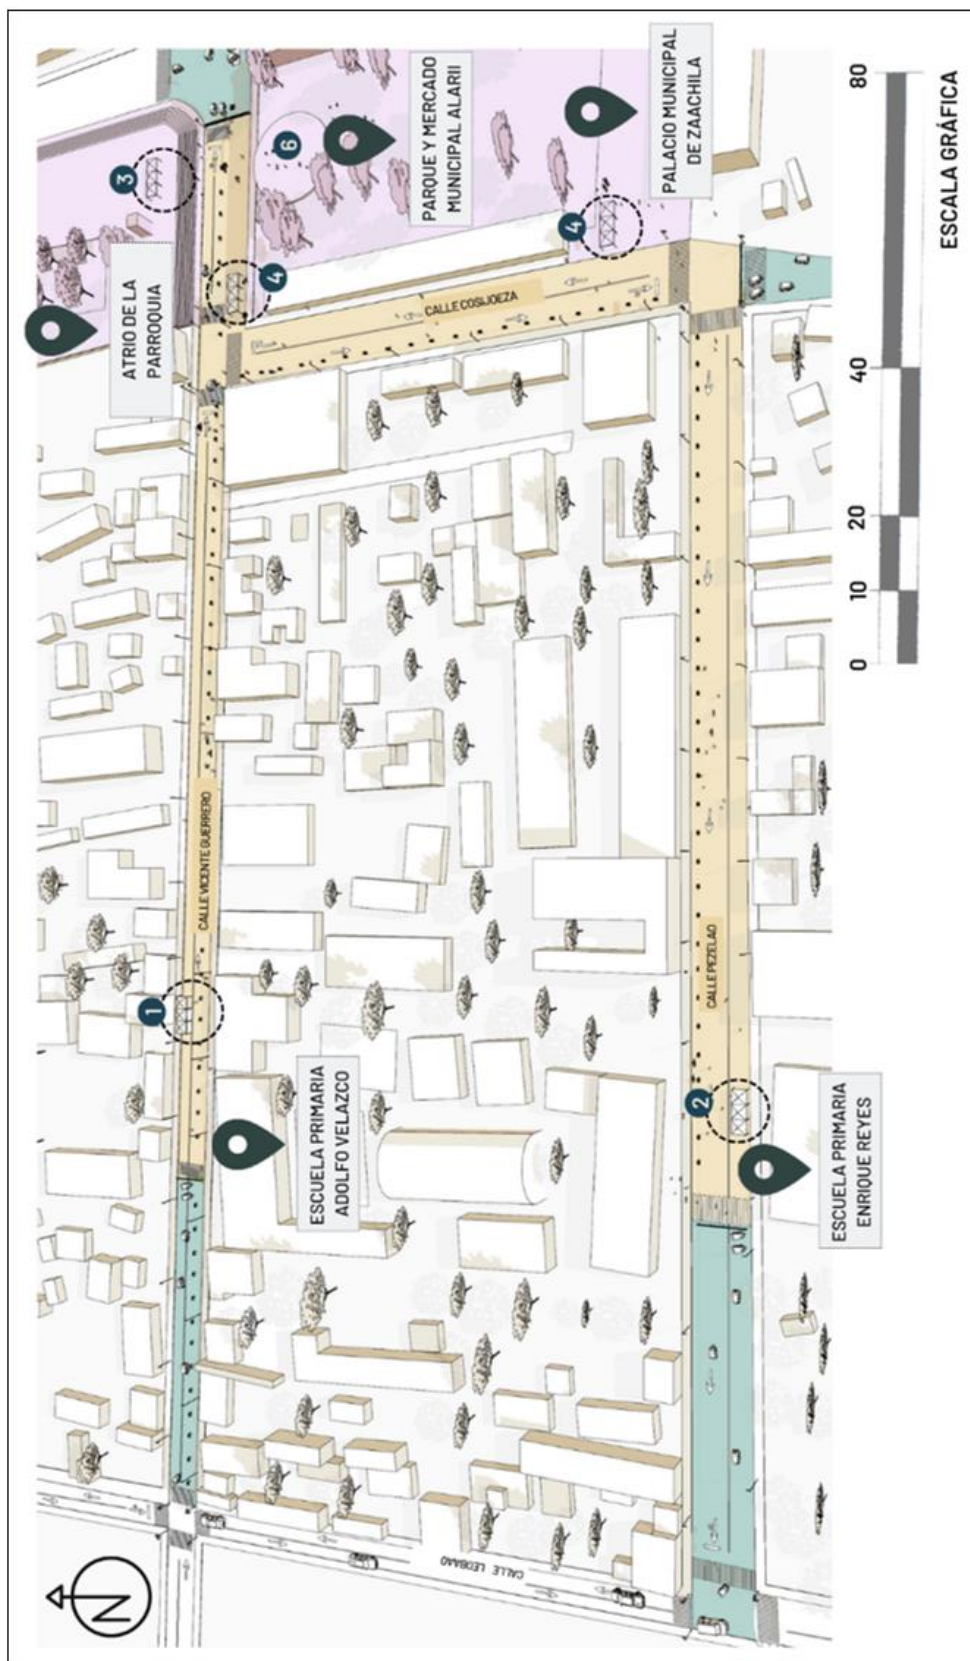 3
ATRIO DE LA
PARROQUIA
6
PARQUE Y MERCADO
MUNICIPAL ALARII
PALACIO MUNICIPAL
DE ZAACHILA
4
4
CALLE COSIJOEZA
CALLE VICENTE GUERRERO
1
ESCUELA PRIMARIA
ADOLFO VELAZCO
CALLE PEZELAO
2
ESCUELA PRIMARIA
ENRIQUE REYES
N
0
10
20
40
80
ESCALA GRÁFICA